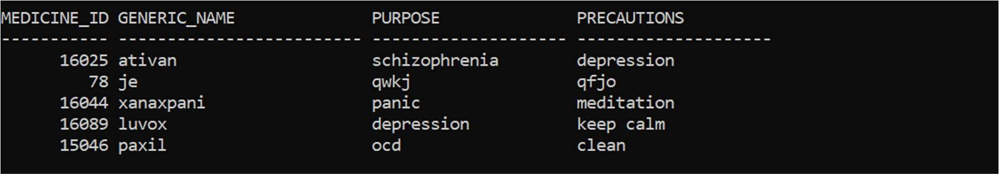 MEDICINE_ID GENERIC_NAME PURPOSE PRECAUTIONS
----------- ------------------------- -------------------- --------------------
16025 ativan schizophrenia depression
78 je qwkj qfjo
16044 xanaxpani panic meditation
16089 luvox depression keep calm
15046 paxil ocd clean